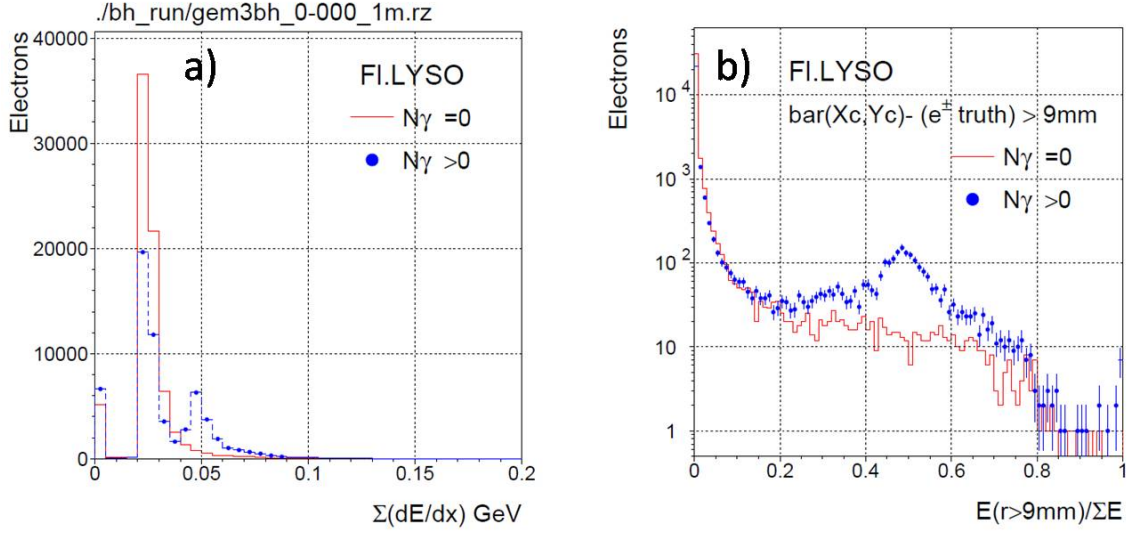 ./bh_run/gem3bh_0-000_1m.rz
a)
Electrons
40000
30000
20000
10000
0
Fl.LYSO
Nγ =0
Nγ >0
0
0.05
0.1
0.15
0.2
Σ(dE/dx) GeV
b)
Electrons
10⁴
10³
10²
10
1
Fl.LYSO
bar(Xc,Yc)- (e± truth) > 9mm
Nγ =0
Nγ >0
0
0.2
0.4
0.6
0.8
1
E(r>9mm)/ΣE